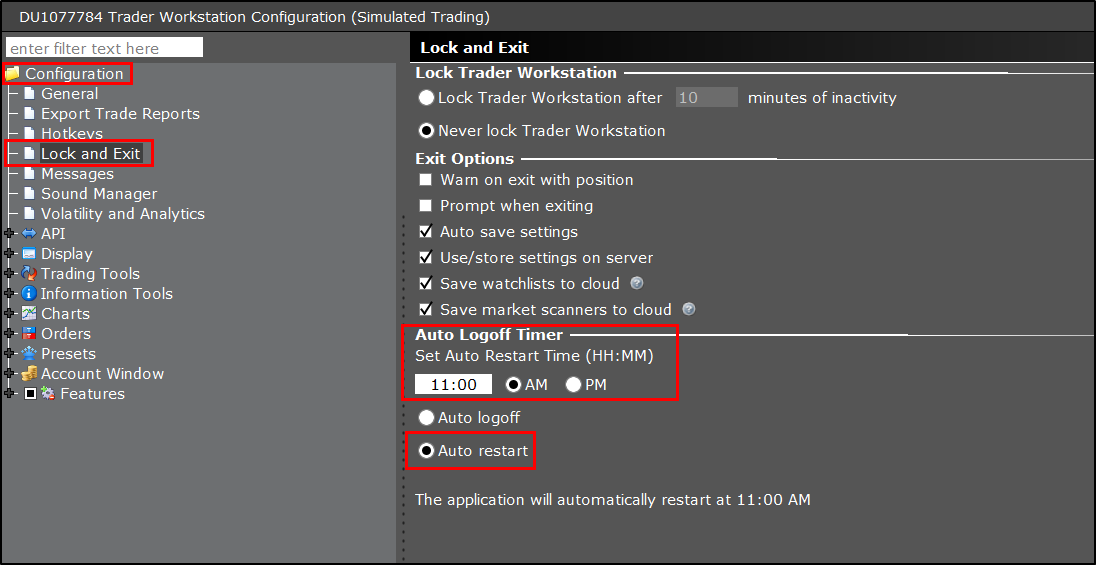 DU1077784 Trader Workstation Configuration (Simulated Trading)
enter filter text here
Configuration
General
Export Trade Reports
Hotkeys
Lock and Exit
Messages
Sound Manager
Volatility and Analytics
API
Display
Trading Tools
Information Tools
Charts
Orders
Presets
Account Window
Features
Lock and Exit
Lock Trader Workstation
Lock Trader Workstation after 10 minutes of inactivity
Never lock Trader Workstation
Exit Options
Warn on exit with position
Prompt when exiting
Auto save settings
Use/store settings on server
Save watchlists to cloud ?
Save market scanners to cloud ?
Auto Logoff Timer
Set Auto Restart Time (HH:MM)
11:00 AM PM
Auto logoff
Auto restart
The application will automatically restart at 11:00 AM